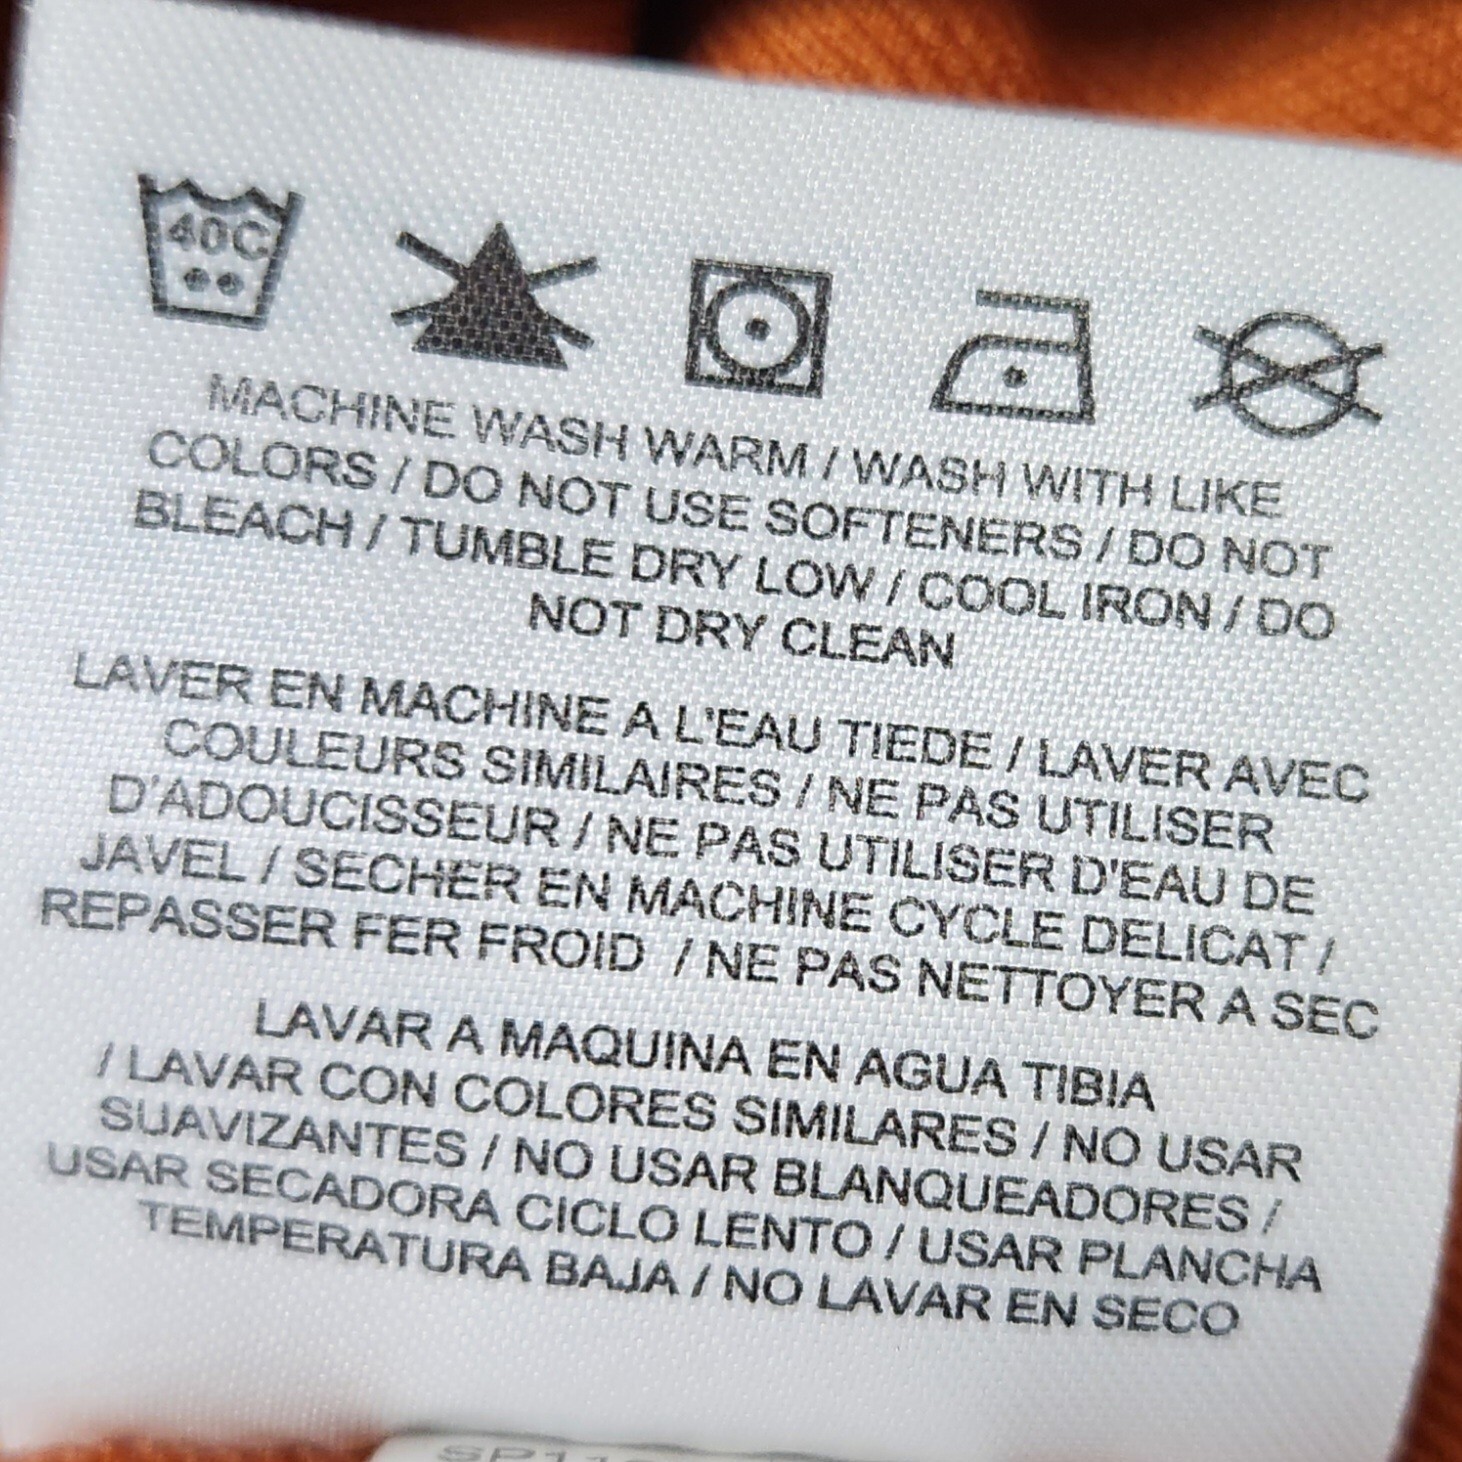 40C
MACHINE WASH WARM / WASH WITH LIKE
COLORS / DO NOT USE SOFTENERS / DO NOT
BLEACH / TUMBLE DRY LOW / COOL IRON / DO
NOT DRY CLEAN
LAVER EN MACHINE A L'EAU TIEDE / LAVER AVEC
COULEURS SIMILAIRES / NE PAS UTILISER
D'ADOUCISSEUR / NE PAS UTILISER D'EAU DE
JAVEL / SECHER EN MACHINE CYCLE DELICAT /
REPASSER FER FROID / NE PAS NETTOYER A SEC
LAVAR A MAQUINA EN AGUA TIBIA
/ LAVAR CON COLORES SIMILARES / NO USAR
SUAVIZANTES / NO USAR BLANQUEADORES /
USAR SECADORA CICLO LENTO / USAR PLANCHA
TEMPERATURA BAJA / NO LAVAR EN SECO